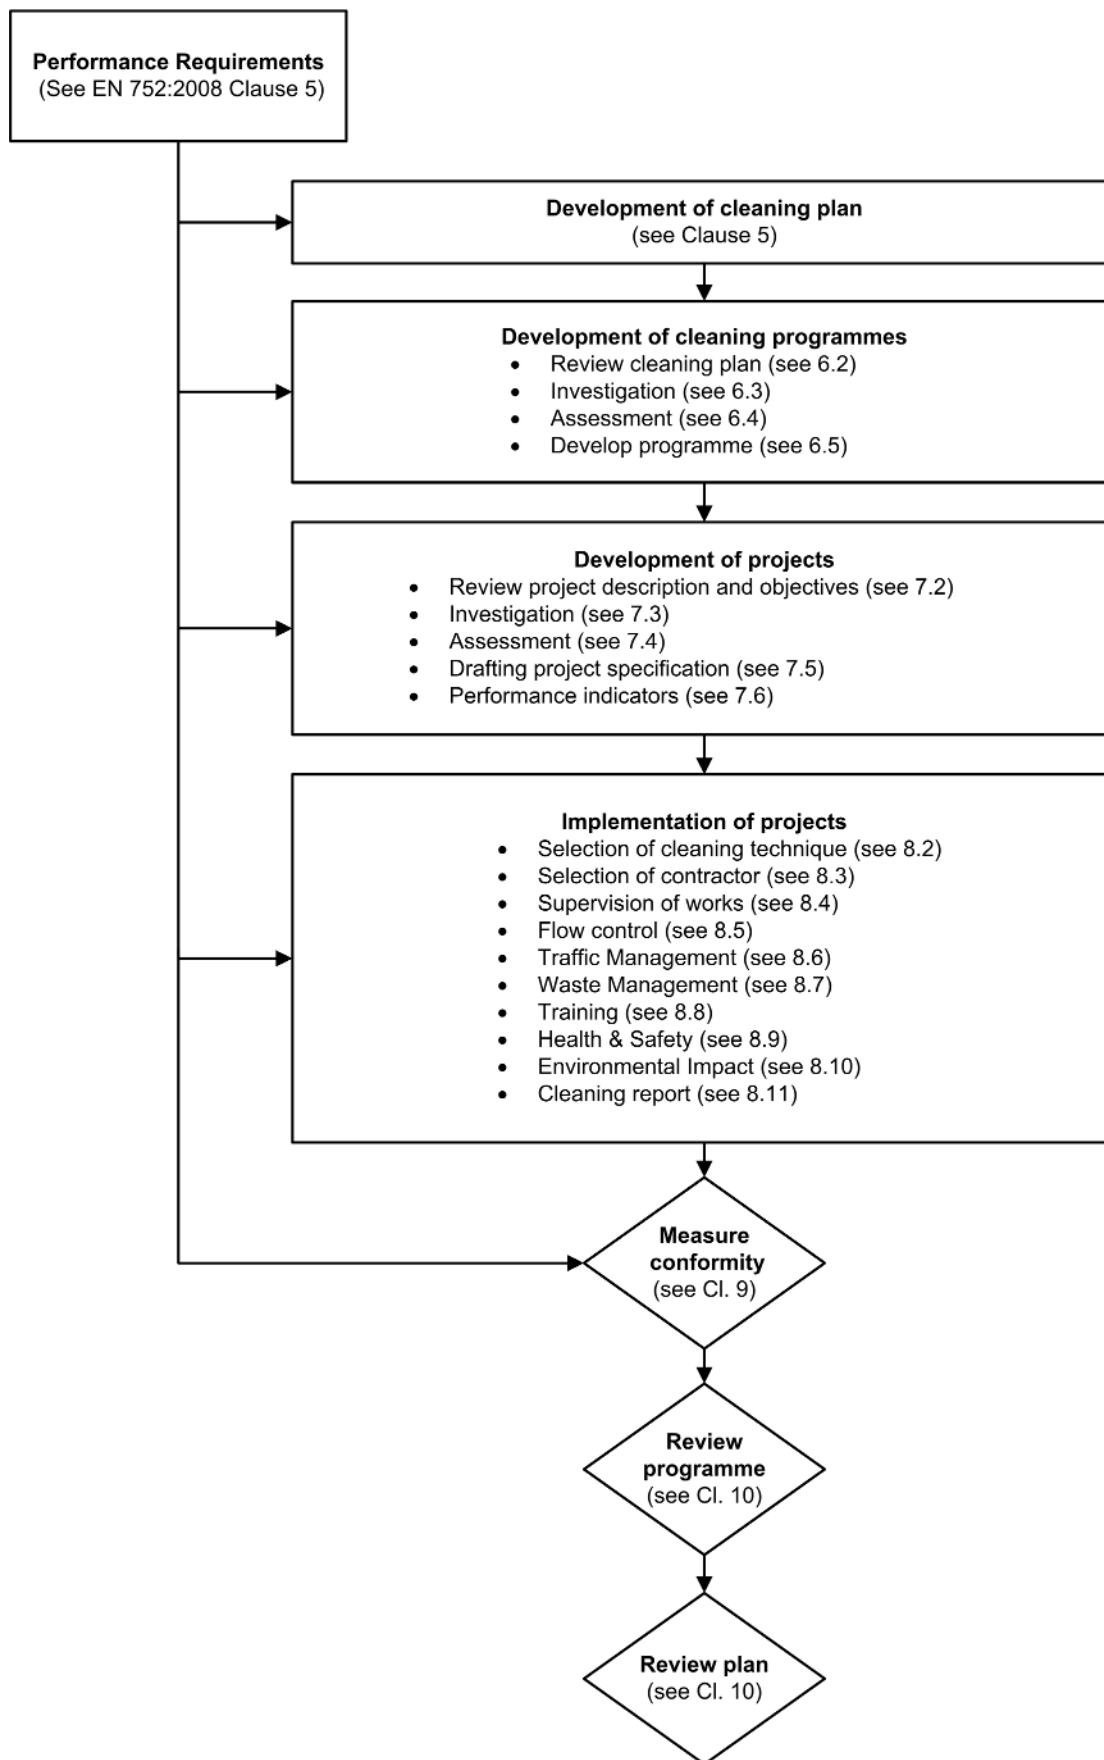 Performance Requirements
(See EN 752:2008 Clause 5)
Development of cleaning plan
(see Clause 5)
Development of cleaning programmes
• Review cleaning plan (see 6.2)
• Investigation (see 6.3)
• Assessment (see 6.4)
• Develop programme (see 6.5)
Development of projects
• Review project description and objectives (see 7.2)
• Investigation (see 7.3)
• Assessment (see 7.4)
• Drafting project specification (see 7.5)
• Performance indicators (see 7.6)
Implementation of projects
• Selection of cleaning technique (see 8.2)
• Selection of contractor (see 8.3)
• Supervision of works (see 8.4)
• Flow control (see 8.5)
• Traffic Management (see 8.6)
• Waste Management (see 8.7)
• Training (see 8.8)
• Health & Safety (see 8.9)
• Environmental Impact (see 8.10)
• Cleaning report (see 8.11)
Measure
conformity
(see Cl. 9)
Review
programme
(see Cl. 10)
Review plan
(see Cl. 10)